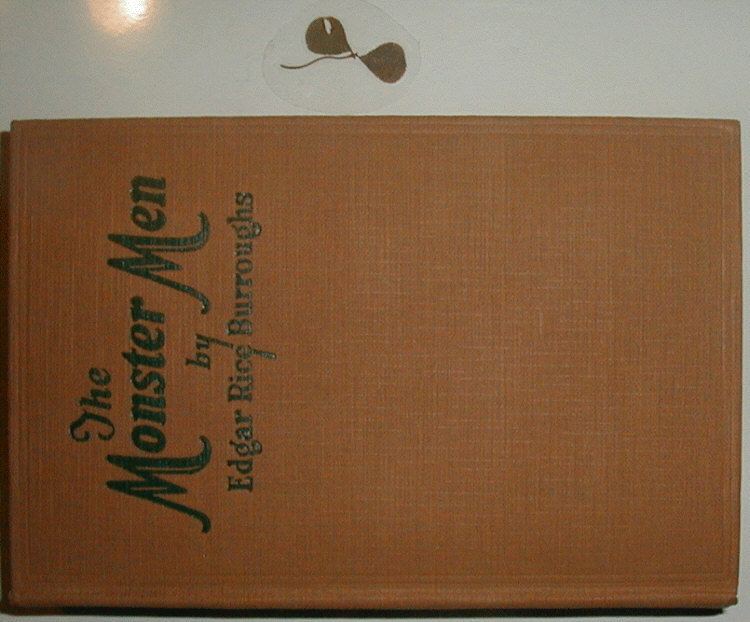 The
Monster Men
by
Edgar Rice Burroughs